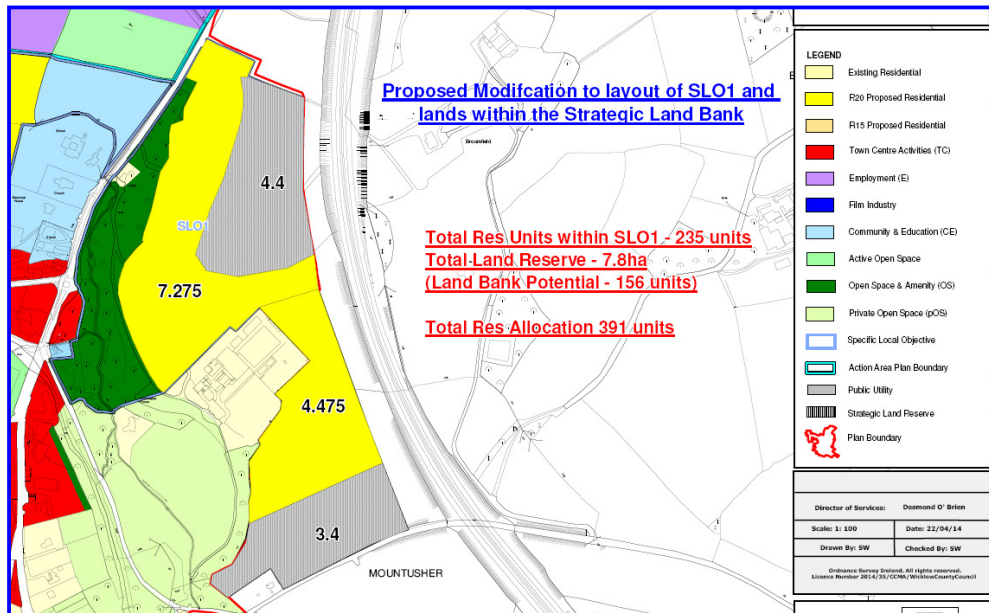 Proposed Modifcation to layout of SLO1 and
lands within the Strategic Land Bank
Broomfield
4.4
SLO1
Total Res Units within SLO1 - 235 units
Total Land Reserve - 7.8ha
(Land Bank Potential - 156 units)
7.275
Total Res Allocation 391 units
4.475
3.4
MOUNTUSHER
LEGEND
Existing Residential
R20 Proposed Residential
R15 Proposed Residential
Town Centre Activities (TC)
Employment (E)
Film Industry
Community & Education (CE)
Active Open Space
Open Space & Amenity (OS)
Private Open Space (pOS)
Specific Local Objective
Action Area Plan Boundary
Public Utility
Strategic Land Reserve
Plan Boundary
Director of Services: Desmond O' Brien
Scale: 1: 100 Date: 22/04/14
Drawn By: SW Checked By: SW
Ordnance Survey Ireland. All rights reserved.
Licence Number 2014/35/CCMA/WicklowCountyCouncil